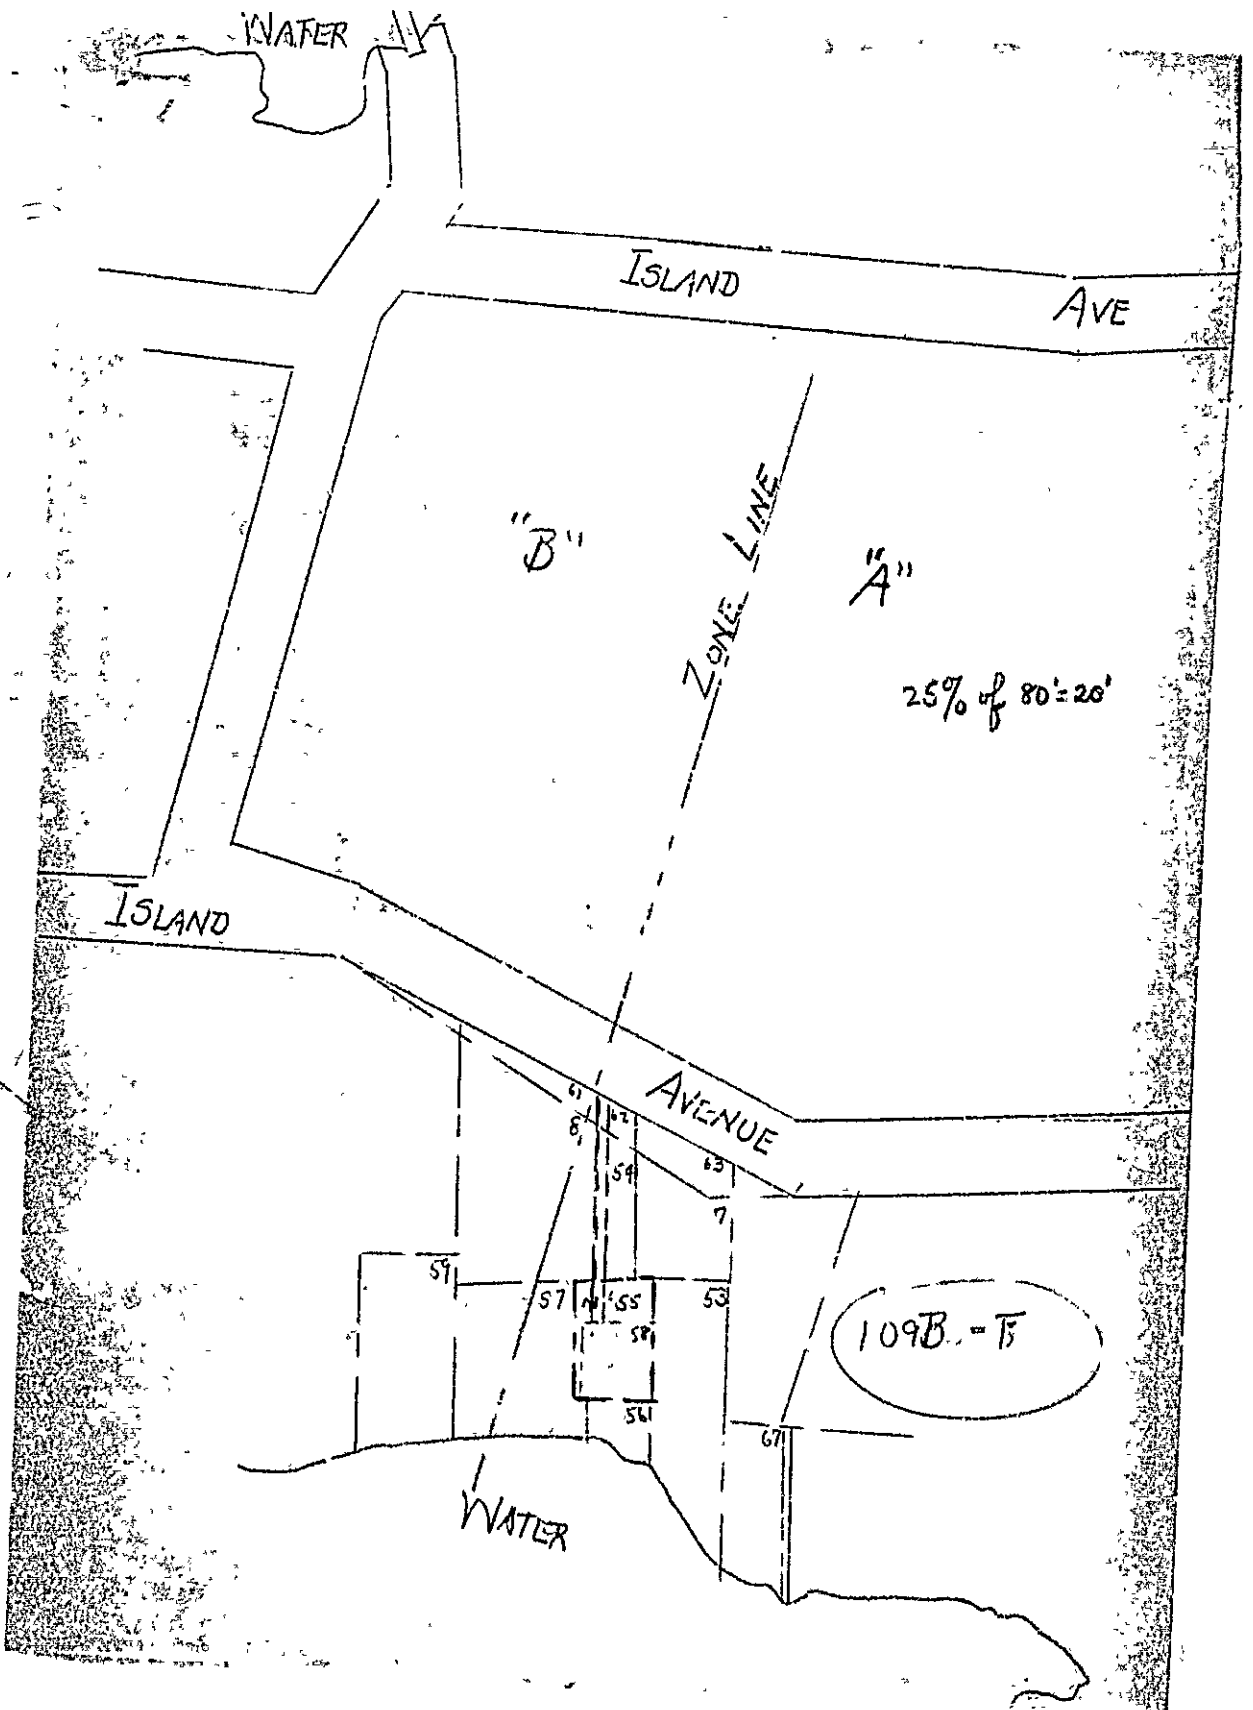 WATER
ISLAND
AVE
"B"
ZONE LINE
"A"
25% of 80'=20'
ISLAND
AVENUE
61
62
8
54
63
7
59
57
55
53
58
56
109B.-B
67
WATER